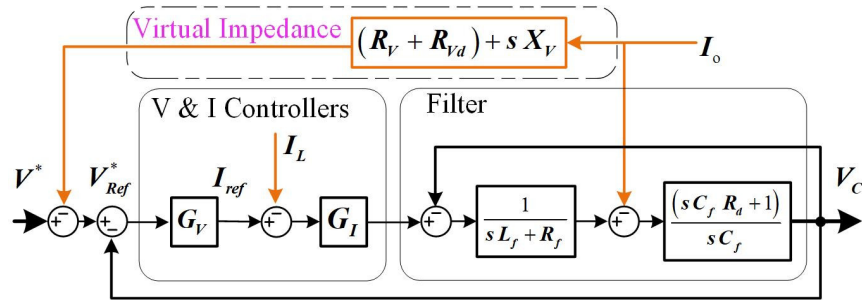 Virtual Impedance
(R_V + R_Vd) + s X_V
I_o
V & I Controllers
Filter
I_L
V^*
V^*_Ref
I_ref
V_C
G_V
G_I
1
s L_f + R_f
(s C_f R_d + 1)
s C_f